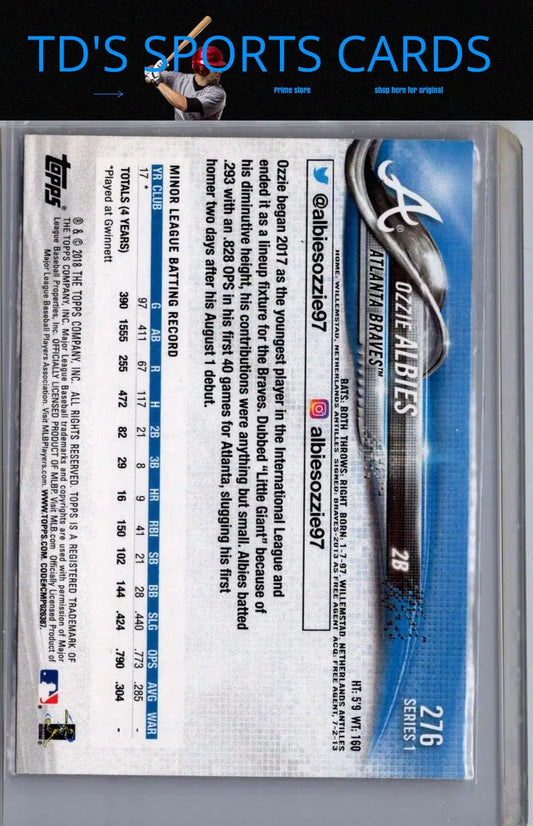 TD'S SPORTS CARDS
Prime store
shop here for original
276
SERIES 1
OZZIE ALBIES
2B
ATLANTA BRAVES™
A®
HT: 5'9 WT: 160
BATS: BOTH THROWS: RIGHT BORN: 1-7-97, WILLEMSTAD, NETHERLANDS ANTILLES
HOME: WILLEMSTAD, NETHERLANDS ANTILLES SIGNED: BRAVES-2013 AS FREE AGENT ACQ: FREE AGENT, 7-2-13
@albiesozzie97 albiesozzie97
Ozzie began 2017 as the youngest player in the International League and
ended it as a lineup fixture for the Braves. Dubbed “Little Giant” because of
his diminutive height, his contributions were anything but small. Albies batted
.293 with an .828 OPS in his first 40 games for Atlanta, slugging his first
homer two days after his August 1 debut.
MINOR LEAGUE BATTING RECORD
YR CLUB G AB R H 2B 3B HR RBI SB BB SLG OPS AVG WAR
17 * 97 411 67 117 21 8 9 41 21 28 .440 .773 .285 -
TOTALS (4 YEARS) 390 1555 255 472 82 29 16 150 102 144 .424 .790 .304 -
*Played at Gwinnett
topps®
® & © 2018 THE TOPPS COMPANY, INC. ALL RIGHTS RESERVED. TOPPS IS A REGISTERED TRADEMARK OF
THE TOPPS COMPANY, INC. Major League Baseball trademarks and copyrights are used with permission of Major
League Baseball Properties, Inc. OFFICIALLY LICENSED PRODUCT OF MLBP. Visit MLB.com Officially Licensed Product of
Major League Baseball Players Association. Visit MLBPlayers.com. WWW.TOPPS.COM. CODE#CMP026387.